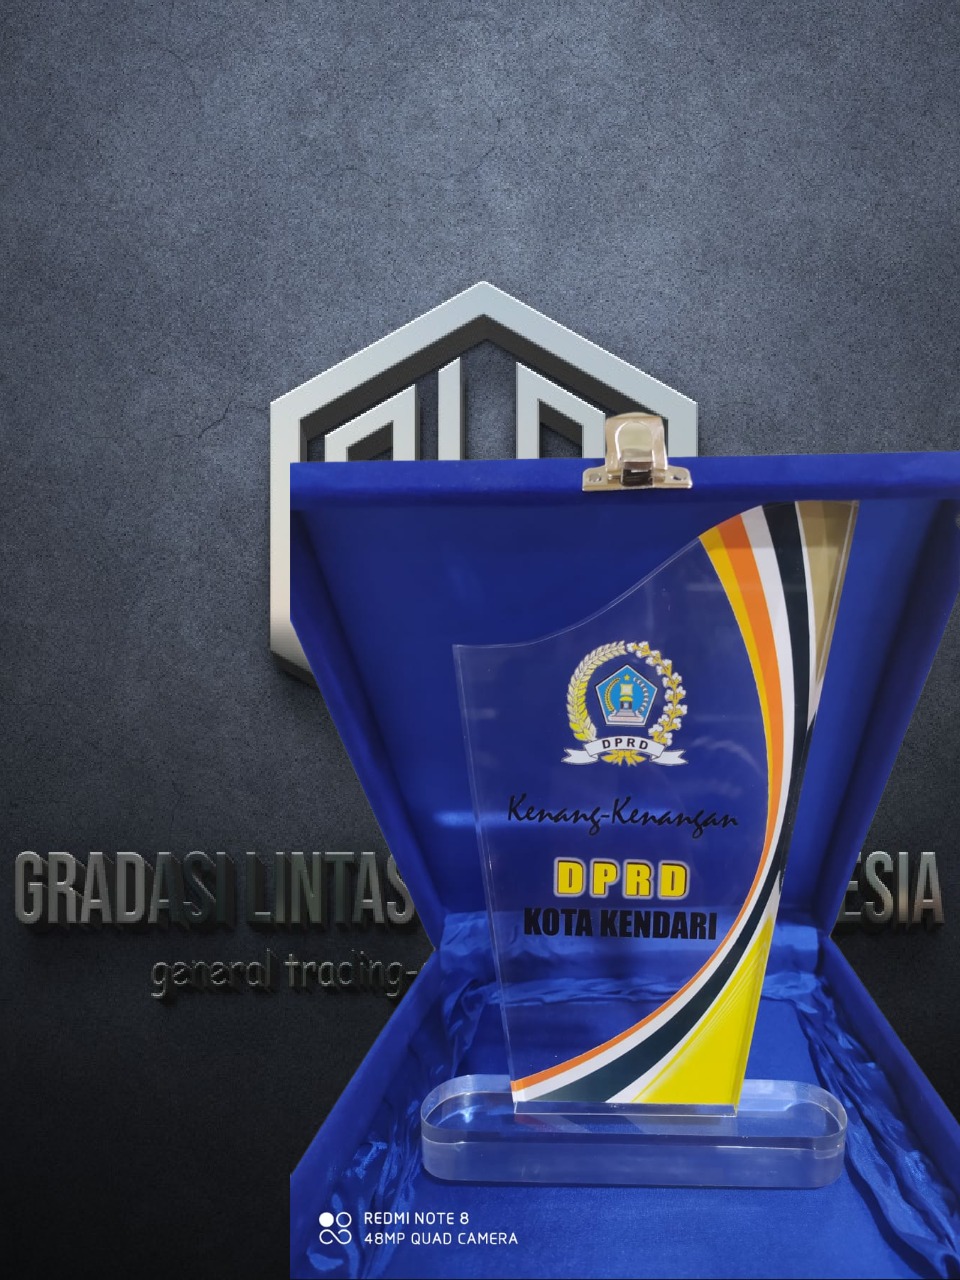 DPRD
Kenang-Kenangan
DPRD
KOTA KENDARI
GRADASI LINTAS
ESIA
general trading-
REDMI NOTE 8
48MP QUAD CAMERA